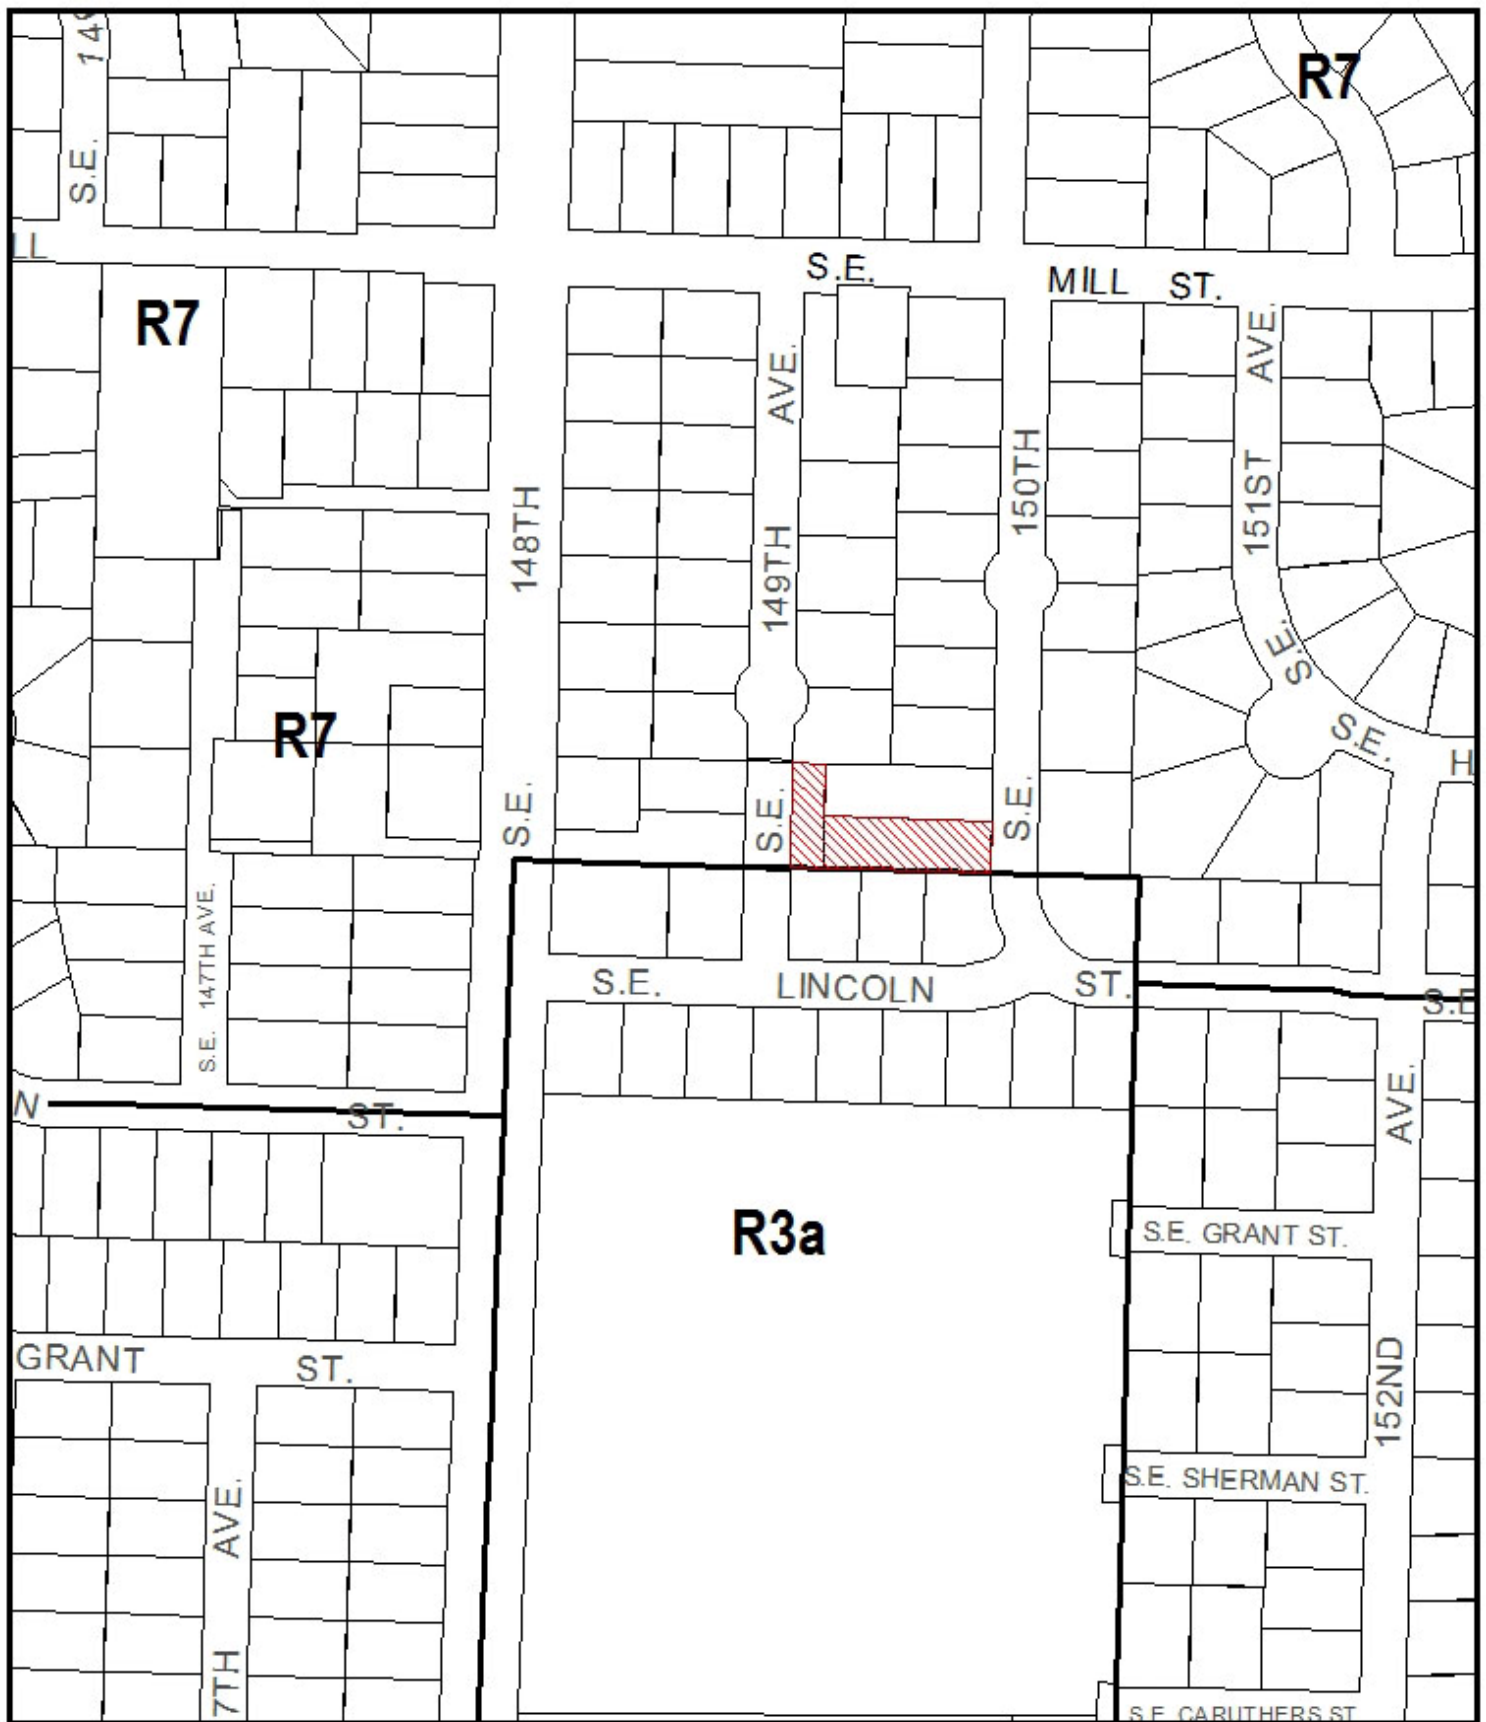 R7
S.E.
LL
S.E.
MILL
ST.
R7
AVE.
AVE.
148TH
149TH
150TH
151ST
S.E.
R7
S.E.
H
S.E.
S.E.
S.E.
S.E. 147TH AVE.
S.E.
LINCOLN
ST.
S.E
N
ST.
AVE.
R3a
S.E. GRANT ST.
GRANT
ST.
152ND
S.E. SHERMAN ST.
AVE.
7TH
S.E. CARUTHERS ST